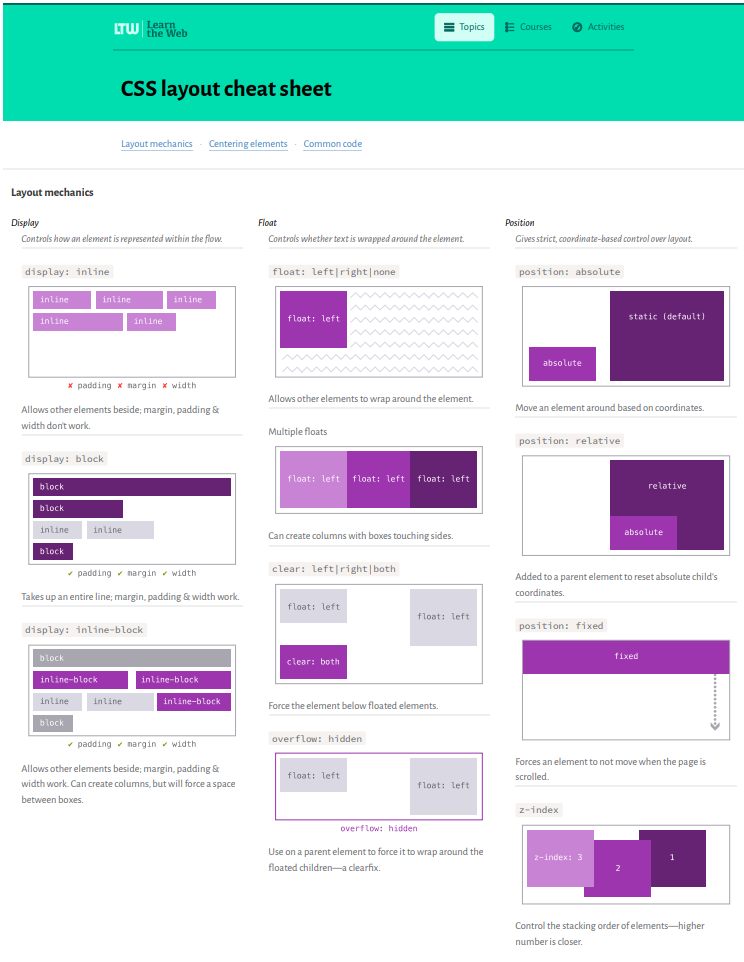 LTW Learn
the Web
Topics Courses Activities
CSS layout cheat sheet
Layout mechanics · Centering elements · Common code
Layout mechanics
Display
Controls how an element is represented within the flow.
display: inline
inline inline inline
inline inline
✘ padding ✘ margin ✘ width
Allows other elements beside; margin, padding &
width don't work.
display: block
block
block
inline inline
block
✔ padding ✔ margin ✔ width
Takes up an entire line; margin, padding & width work.
display: inline-block
block
inline-block inline-block
inline inline inline-block
block
✔ padding ✔ margin ✔ width
Allows other elements beside; margin, padding &
width work. Can create columns, but will force a space
between boxes.
Float
Controls whether text is wrapped around the element.
float: left|right|none
float: left
Allows other elements to wrap around the element.
Multiple floats
float: left float: left float: left
Can create columns with boxes touching sides.
clear: left|right|both
float: left
float: left
clear: both
Force the element below floated elements.
overflow: hidden
float: left
float: left
overflow: hidden
Use on a parent element to force it to wrap around the
floated children—a clearfix.
Position
Gives strict, coordinate-based control over layout.
position: absolute
static (default)
absolute
Move an element around based on coordinates.
position: relative
relative
absolute
Added to a parent element to reset absolute child's
coordinates.
position: fixed
fixed
Forces an element to not move when the page is
scrolled.
z-index
z-index: 3 2 1
Control the stacking order of elements—higher
number is closer.